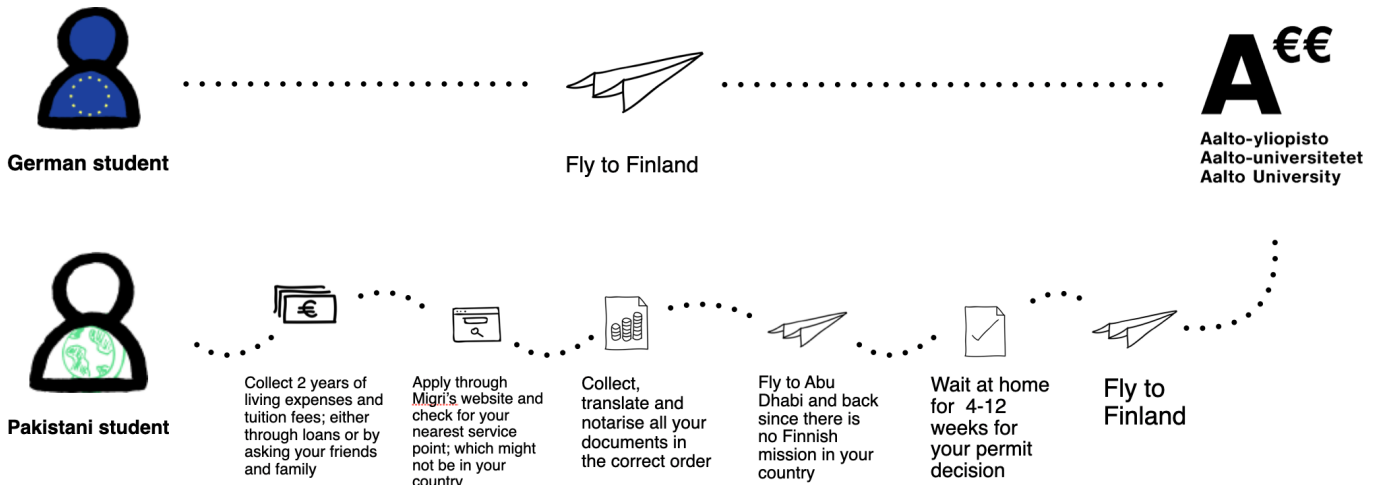 A€€
Aalto-yliopisto
Aalto-universitetet
Aalto University
German student
Fly to Finland
Pakistani student
Collect 2 years of
living expenses and
tuition fees; either
through loans or by
asking your friends
and family
Apply through
Migri's website and
check for your
nearest service
point; which might
not be in your
country
Collect,
translate and
notarise all your
documents in
the correct order
Fly to Abu
Dhabi and back
since there is
no Finnish
mission in your
country
Wait at home
for 4-12
weeks for
your permit
decision
Fly to
Finland